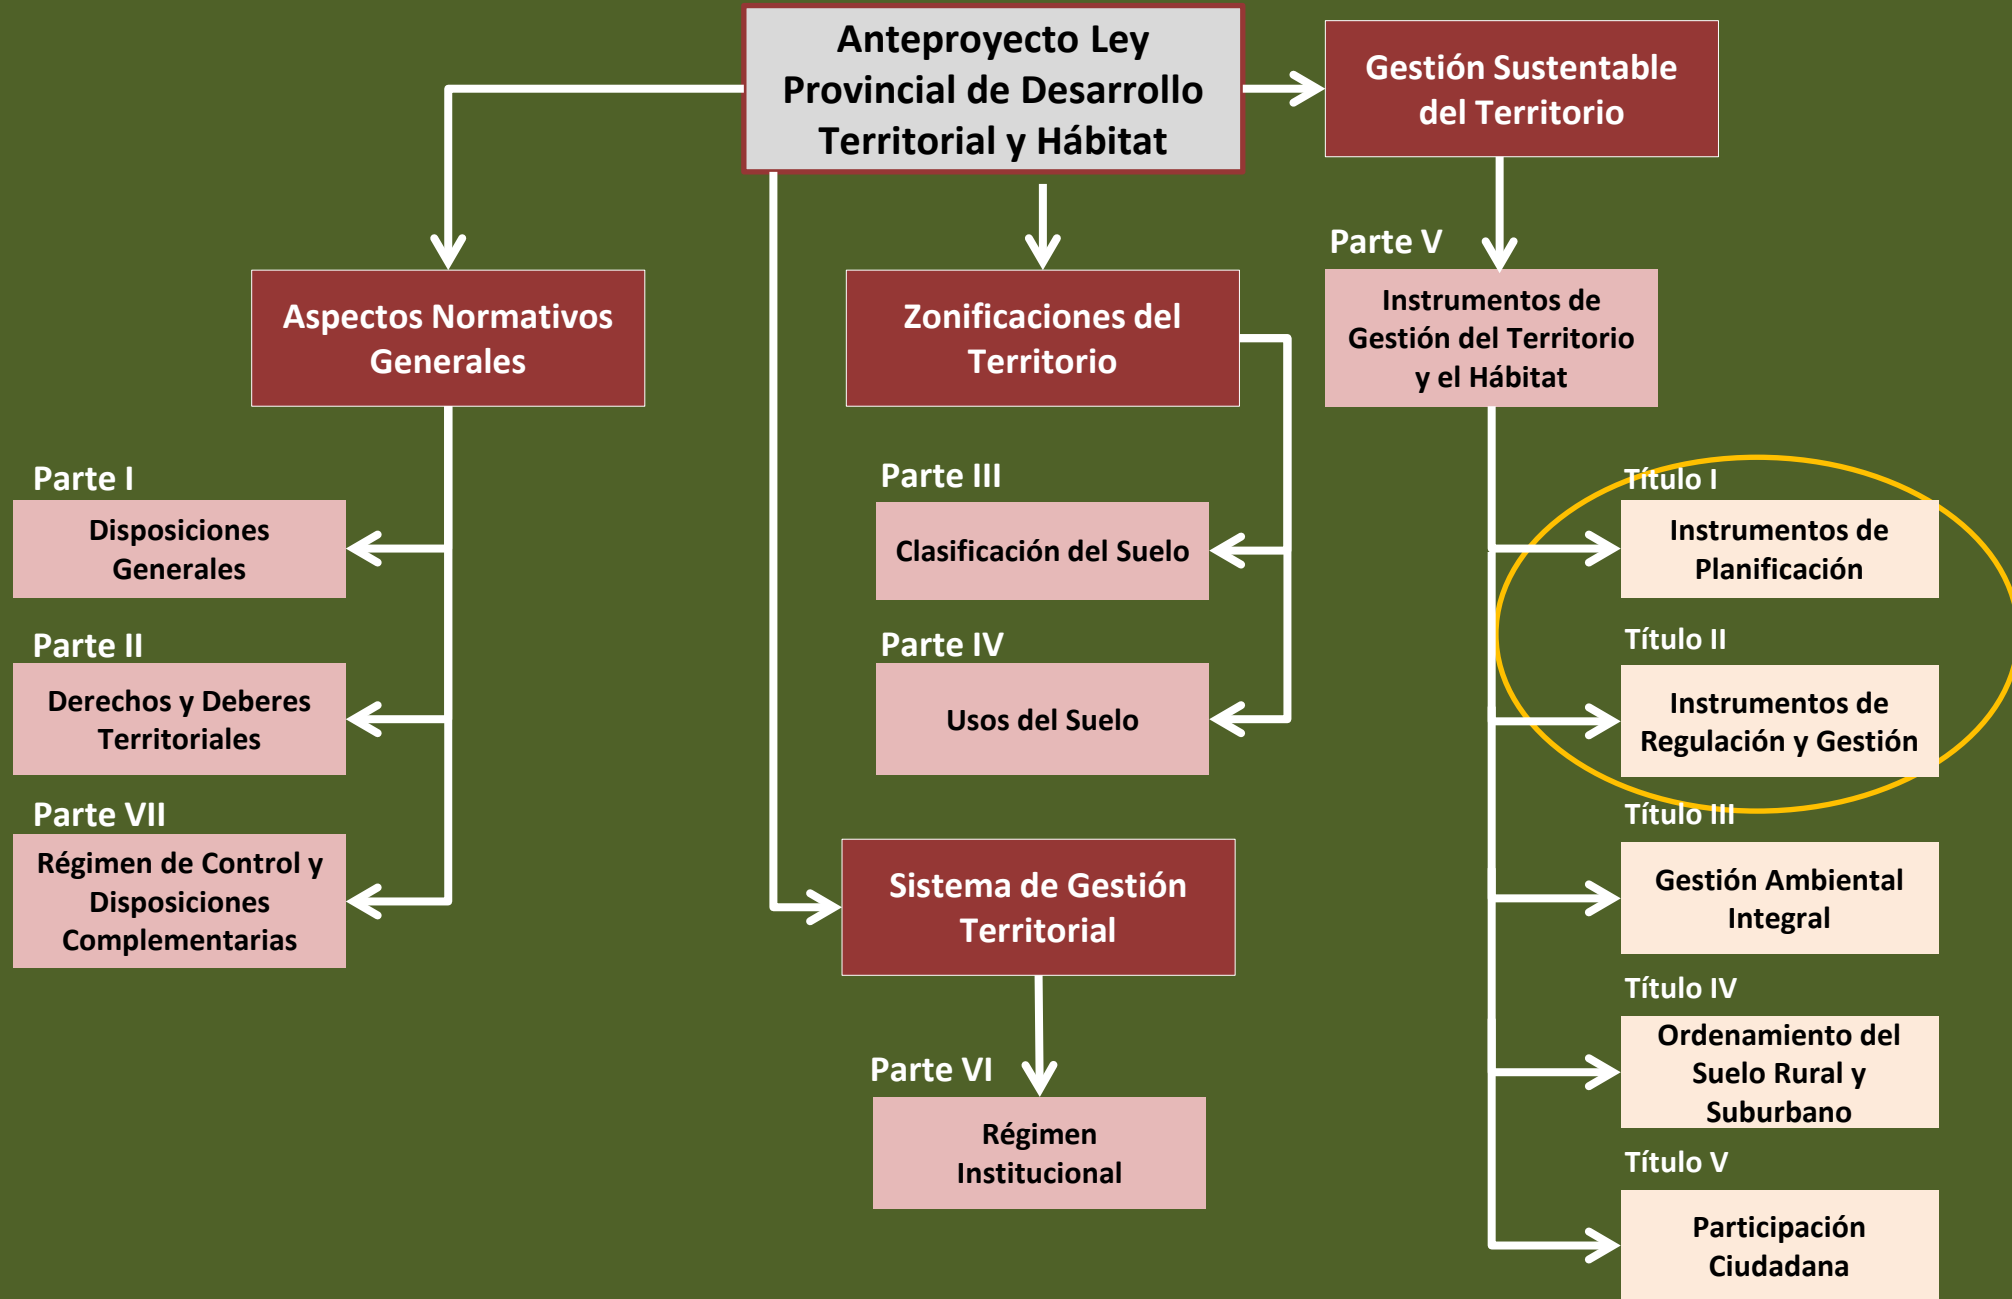 Anteproyecto Ley
Provincial de Desarrollo
Territorial y Hábitat
Gestión Sustentable
del Territorio
Aspectos Normativos
Generales
Parte I
Disposiciones
Generales
Parte II
Derechos y Deberes
Territoriales
Parte VII
Régimen de Control y
Disposiciones
Complementarias
Zonificaciones del
Territorio
Parte III
Clasificación del Suelo
Parte IV
Usos del Suelo
Sistema de Gestión
Territorial
Parte VI
Régimen
Institucional
Parte V
Instrumentos de
Gestión del Territorio
y el Hábitat
Título I
Instrumentos de
Planificación
Título II
Instrumentos de
Regulación y Gestión
Título III
Gestión Ambiental
Integral
Título IV
Ordenamiento del
Suelo Rural y
Suburbano
Título V
Participación
Ciudadana